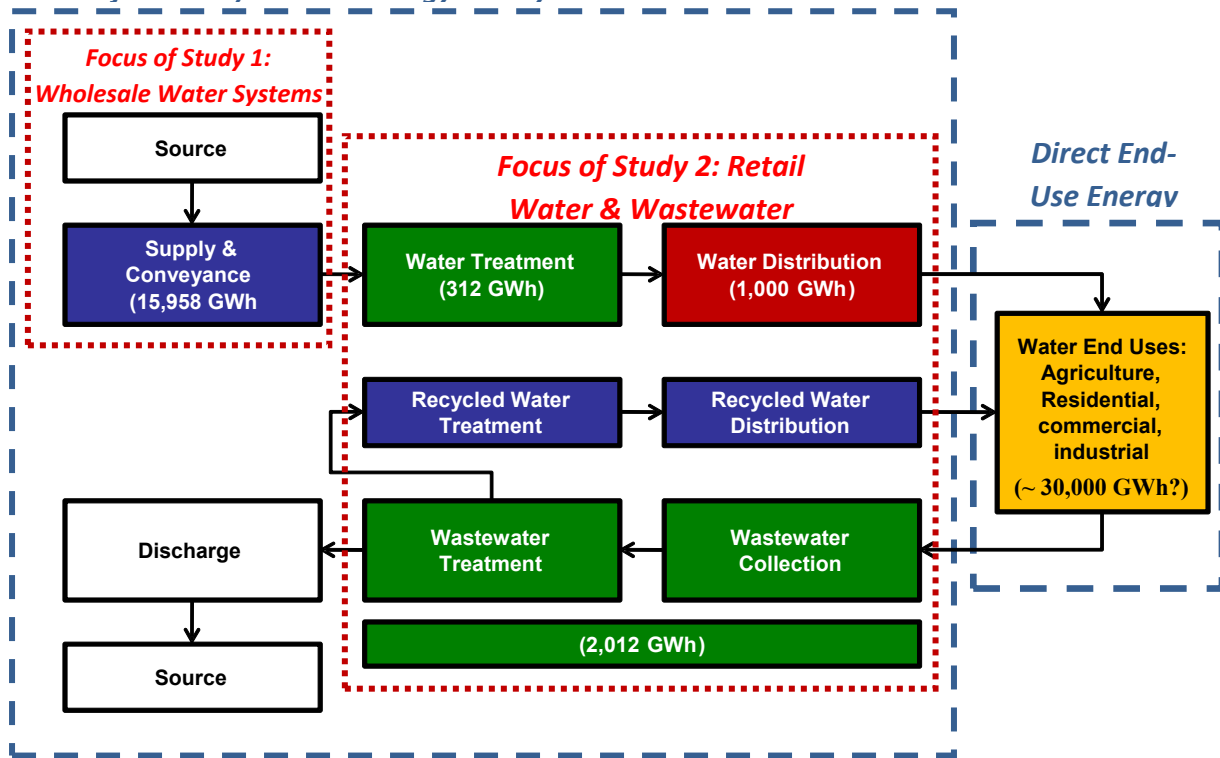 Focus of Study 1:
Wholesale Water Systems
Source
Supply &
Conveyance
(15,958 GWh
Focus of Study 2: Retail
Water & Wastewater
Water Treatment
(312 GWh)
Water Distribution
(1,000 GWh)
Direct End-
Use Energy
Water End Uses:
Agriculture,
Residential,
commercial,
industrial
(~ 30,000 GWh?)
Recycled Water
Treatment
Recycled Water
Distribution
Discharge
Wastewater
Treatment
Wastewater
Collection
(2,012 GWh)
Source